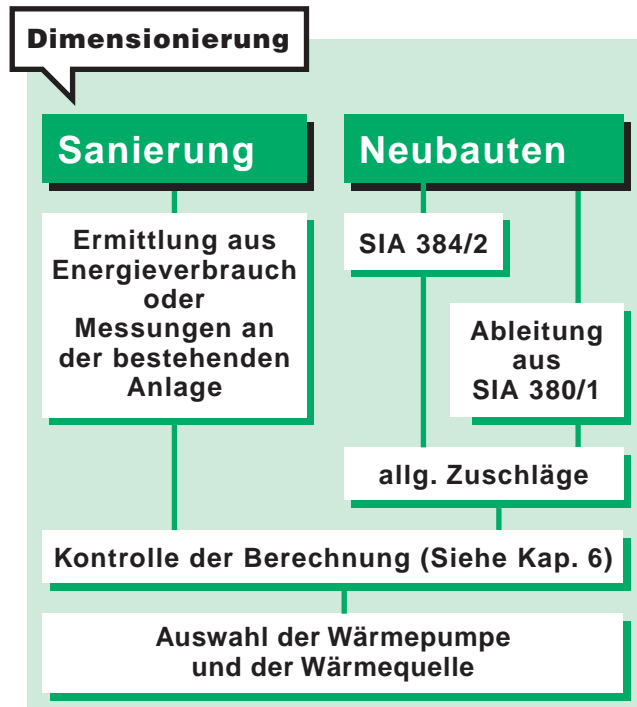 Dimensionierung
Sanierung
Neubauten
Ermittlung aus
Energieverbrauch
oder
Messungen an
der bestehenden
Anlage
SIA 384/2
Ableitung
aus
SIA 380/1
allg. Zuschläge
Kontrolle der Berechnung (Siehe Kap. 6)
Auswahl der Wärmepumpe
und der Wärmequelle